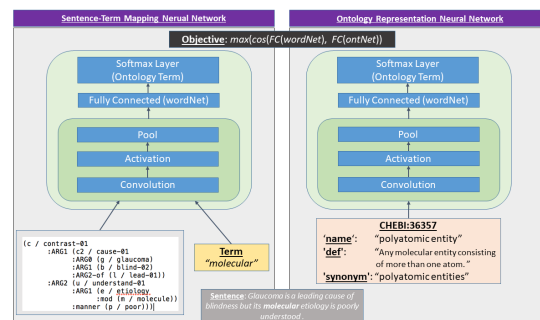 Sentence-Term Mapping Nerual Network
Ontology Representation Neural Network
Objective: max(cos(FC(wordNet), FC(ontNet))
Softmax Layer
(Ontology Term)
Fully Connected (wordNet)
Pool
Activation
Convolution
(c / contrast-01
:ARG1 (c2 / cause-01
:ARG0 (g / glaucoma)
:ARG1 (b / blind-02)
:ARG2-of (l / lead-01))
:ARG2 (u / understand-01
:ARG1 (e / etiology
:mod (m / molecule))
:manner (p / poor)))
Term
"molecular"
Softmax Layer
(Ontology Term)
Fully Connected (wordNet)
Pool
Activation
Convolution
CHEBI:36357
'name': "polyatomic entity"
'def': "Any molecular entity consisting
of more than one atom. "
'synonym': "polyatomic entities"
Sentence: Glaucoma is a leading cause of
blindness but its molecular etiology is poorly
understood .